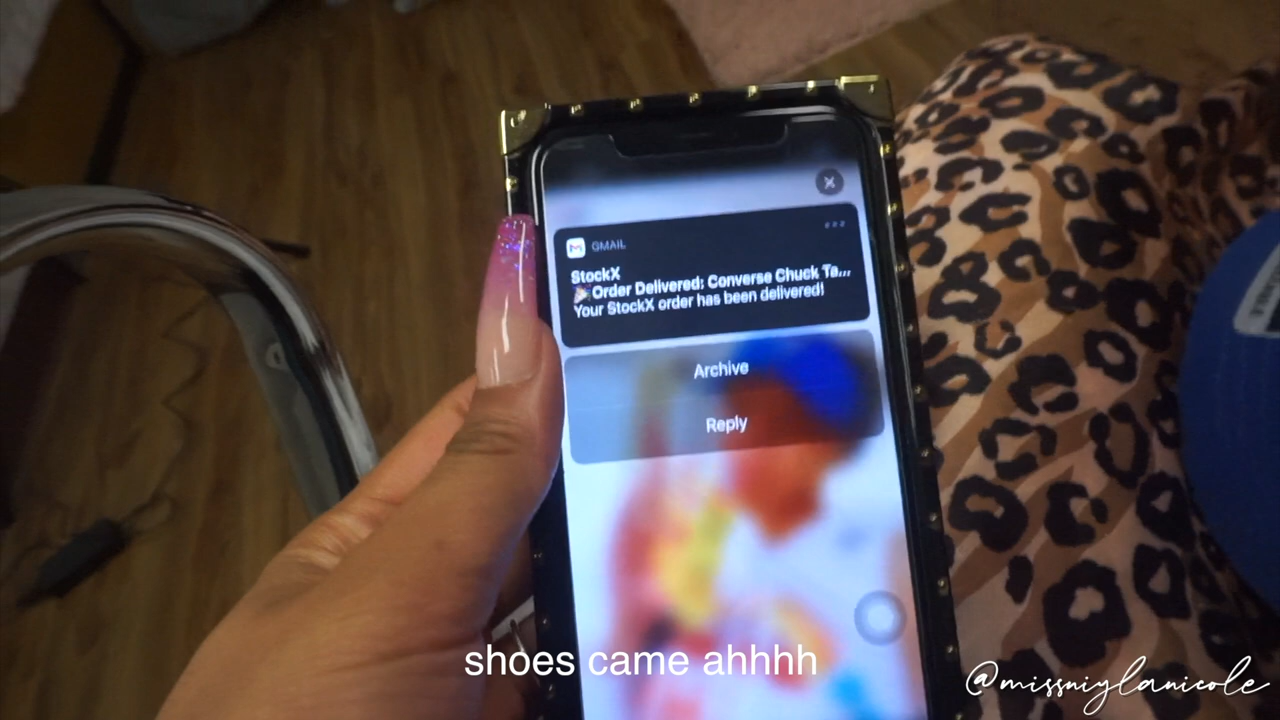 GMAIL
StockX
🎉Order Delivered: Converse Chuck Ta...
Your StockX order has been delivered!
Archive
Reply
shoes came ahhhh
@missniylanicole